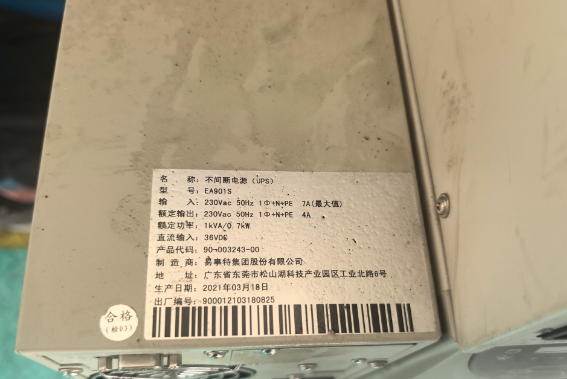 名 称: 不间断电源 (UPS)
型 号: EA901S
输 入: 230Vac 50Hz 1Φ+N+PE 7A(最大值)
额定输出: 230Vac 50Hz 1Φ+N+PE 4A
额定功率: 1kVA/0.7kW
直流输入: 36VDC
产品代码: 90-003243-00
制 造 商: 易事特集团股份有限公司
地 址: 广东省东莞市松山湖科技产业园区工业北路6号
生产日期: 2021年03月18日
出厂编号: 900012103180825
合格
(检03)